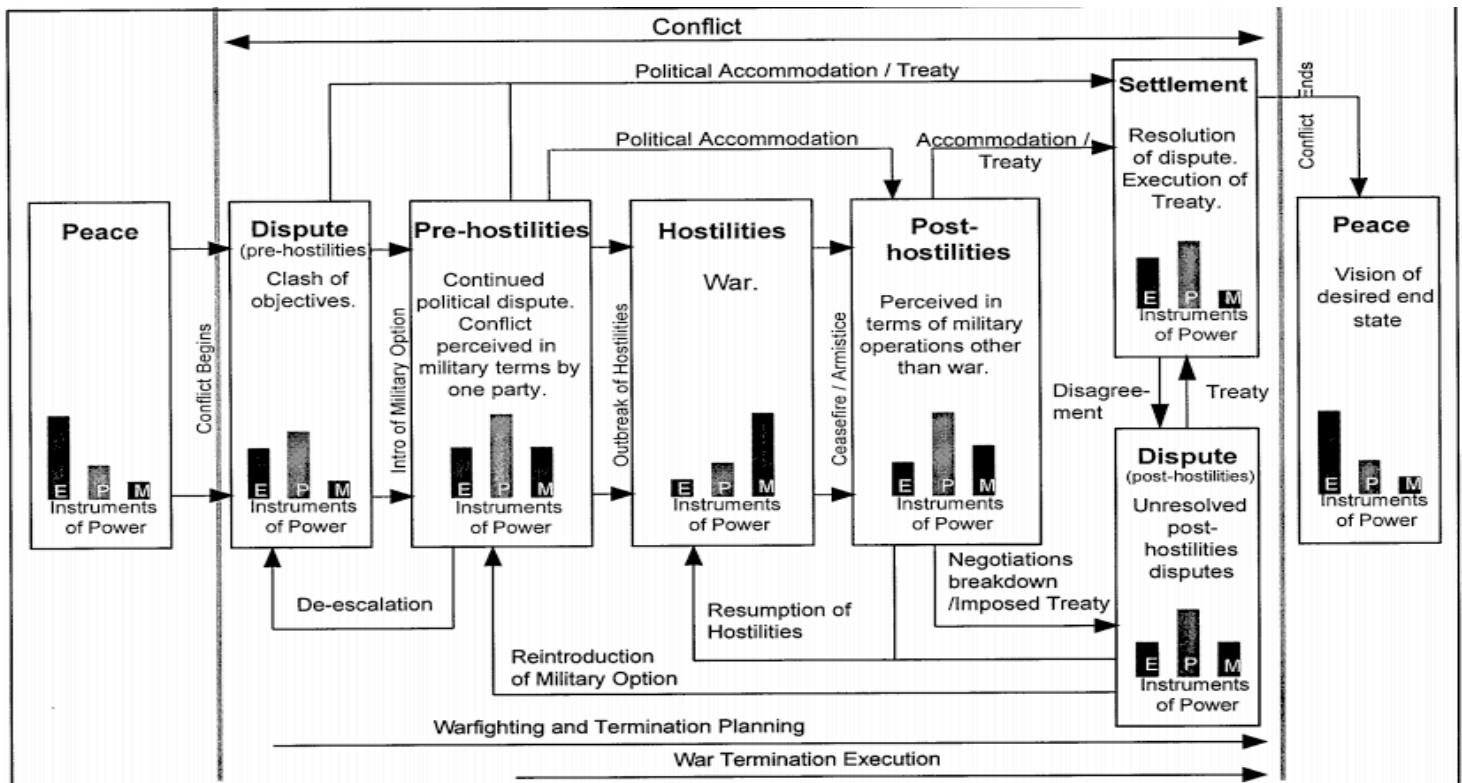 Conflict
Political Accommodation / Treaty
Political Accommodation
Accommodation /
Treaty
Peace
E P M
Instruments
of Power
Conflict Begins
Dispute
(pre-hostilities)
Clash of
objectives.
E P M
Instruments
of Power
Intro of Military Option
Pre-hostilities
Continued
political dispute.
Conflict
perceived in
military terms by
one party.
E P M
Instruments
of Power
Outbreak of Hostilities
Hostilities
War.
E P M
Instruments
of Power
Ceasefire / Armistice
Post-
hostilities
Perceived in
terms of military
operations other
than war.
E P M
Instruments
of Power
Settlement
Resolution
of dispute.
Execution of
Treaty.
E P M
Instruments
of Power
Disagree-
ment
Treaty
Dispute
(post-hostilities)
Unresolved
post-
hostilities
disputes
E P M
Instruments of
Power
Conflict Ends
Peace
Vision of
desired end
state
E P M
Instruments
of Power
De-escalation
Resumption of
Hostilities
Reintroduction
of Military Option
Negotiations
breakdown
/Imposed Treaty
Warfighting and Termination Planning
War Termination Execution